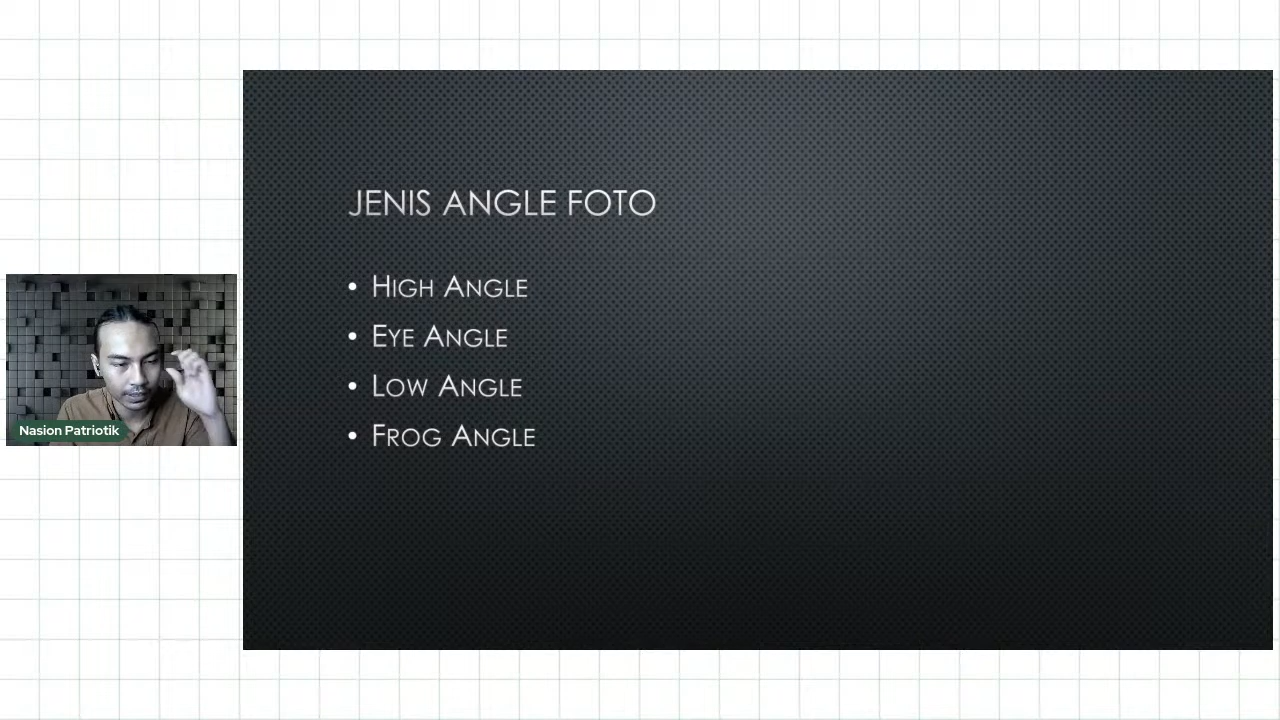 JENIS ANGLE FOTO
• HIGH ANGLE
• EYE ANGLE
• LOW ANGLE
• FROG ANGLE
Nasion Patriotik